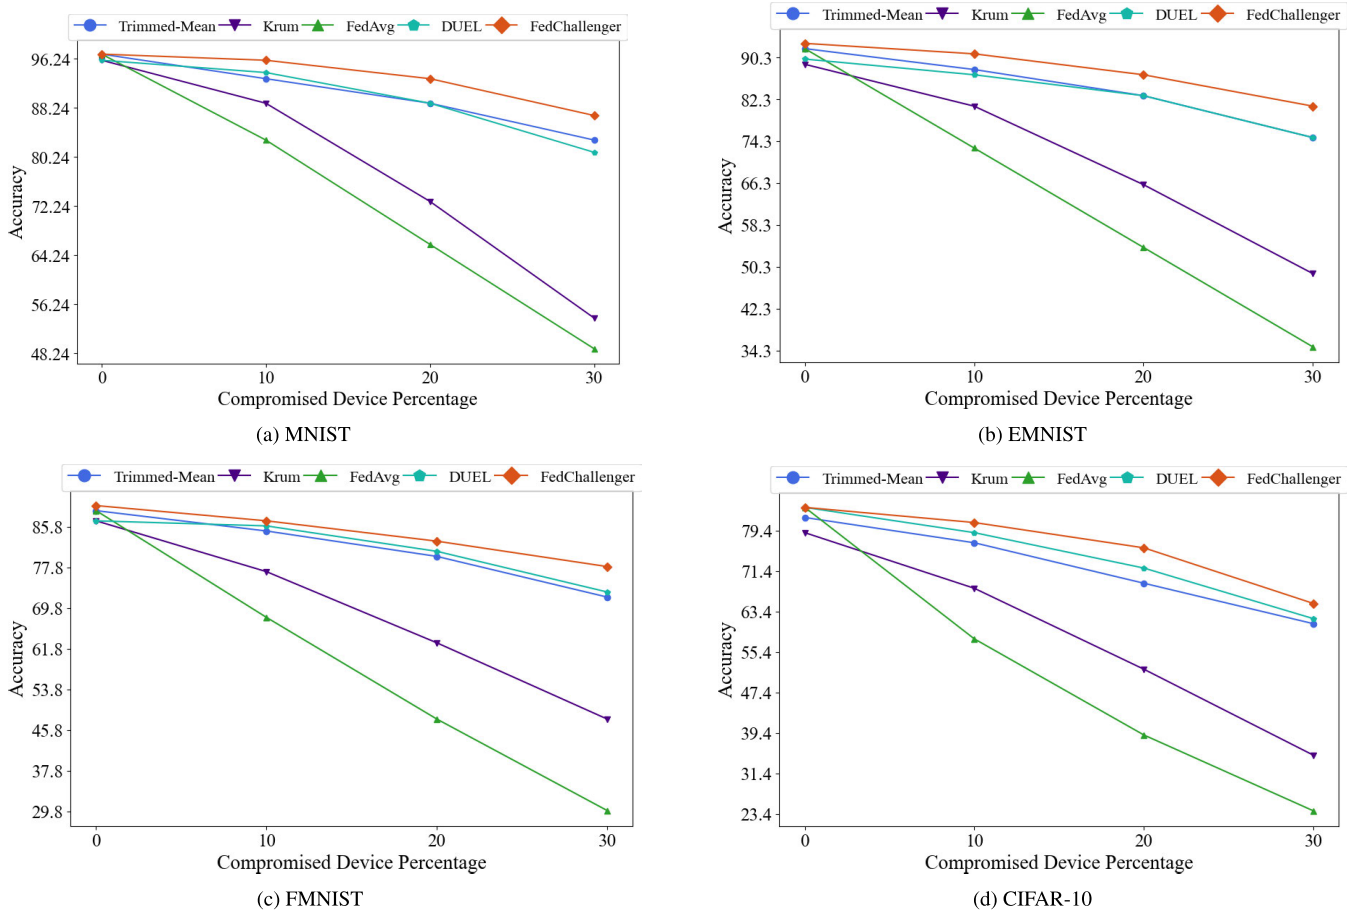 Trimmed-Mean Krum FedAvg DUEL FedChallenger
96.24
88.24
80.24
72.24
64.24
56.24
48.24
Accuracy
0 10 20 30
Compromised Device Percentage
(a) MNIST
Trimmed-Mean Krum FedAvg DUEL FedChallenger
90.3
82.3
74.3
66.3
58.3
50.3
42.3
34.3
Accuracy
0 10 20 30
Compromised Device Percentage
(b) EMNIST
Trimmed-Mean Krum FedAvg DUEL FedChallenger
85.8
77.8
69.8
61.8
53.8
45.8
37.8
29.8
Accuracy
0 10 20 30
Compromised Device Percentage
(c) FMNIST
Trimmed-Mean Krum FedAvg DUEL FedChallenger
79.4
71.4
63.4
55.4
47.4
39.4
31.4
23.4
Accuracy
0 10 20 30
Compromised Device Percentage
(d) CIFAR-10